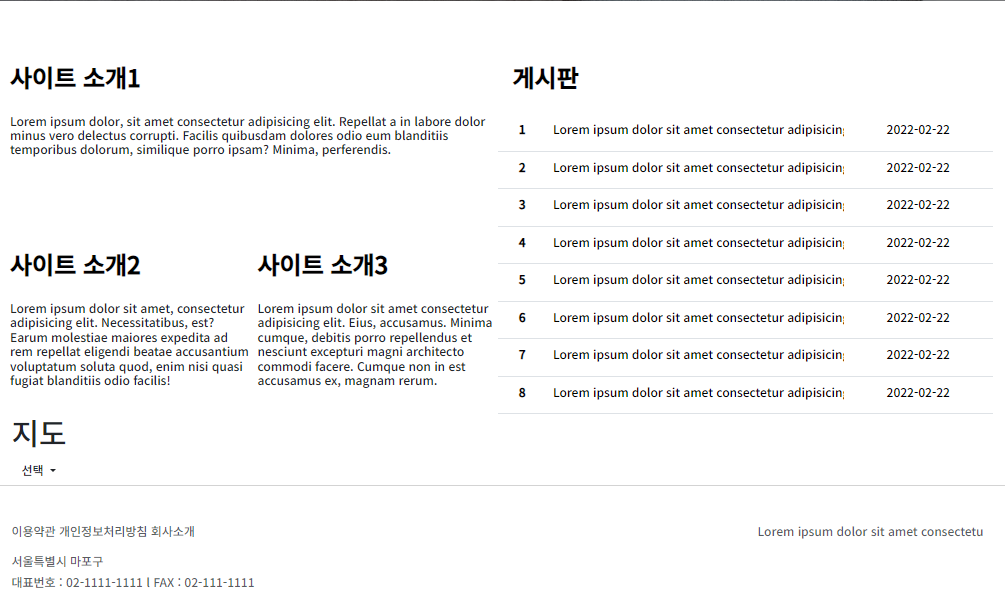 사이트 소개1
Lorem ipsum dolor, sit amet consectetur adipisicing elit. Repellat a in labore dolor
minus vero delectus corrupti. Facilis quibusdam dolores odio eum blanditiis
temporibus dolorum, similique porro ipsam? Minima, perferendis.
사이트 소개2
Lorem ipsum dolor sit amet, consectetur
adipisicing elit. Necessitatibus, est?
Earum molestiae maiores expedita ad
rem repellat eligendi beatae accusantium
voluptatum soluta quod, enim nisi quasi
fugiat blanditiis odio facilis!
사이트 소개3
Lorem ipsum dolor sit amet consectetur
adipisicing elit. Eius, accusamus. Minima
cumque, debitis porro repellendus et
nesciunt excepturi magni architecto
commodi facere. Cumque non in est
accusamus ex, magnam rerum.
게시판
1 Lorem ipsum dolor sit amet consectetur adipisicing 2022-02-22
2 Lorem ipsum dolor sit amet consectetur adipisicing 2022-02-22
3 Lorem ipsum dolor sit amet consectetur adipisicing 2022-02-22
4 Lorem ipsum dolor sit amet consectetur adipisicing 2022-02-22
5 Lorem ipsum dolor sit amet consectetur adipisicing 2022-02-22
6 Lorem ipsum dolor sit amet consectetur adipisicing 2022-02-22
7 Lorem ipsum dolor sit amet consectetur adipisicing 2022-02-22
8 Lorem ipsum dolor sit amet consectetur adipisicing 2022-02-22
지도
선택
이용약관 개인정보처리방침 회사소개
Lorem ipsum dolor sit amet consectetu
서울특별시 마포구
대표번호 : 02-1111-1111 l FAX : 02-111-1111